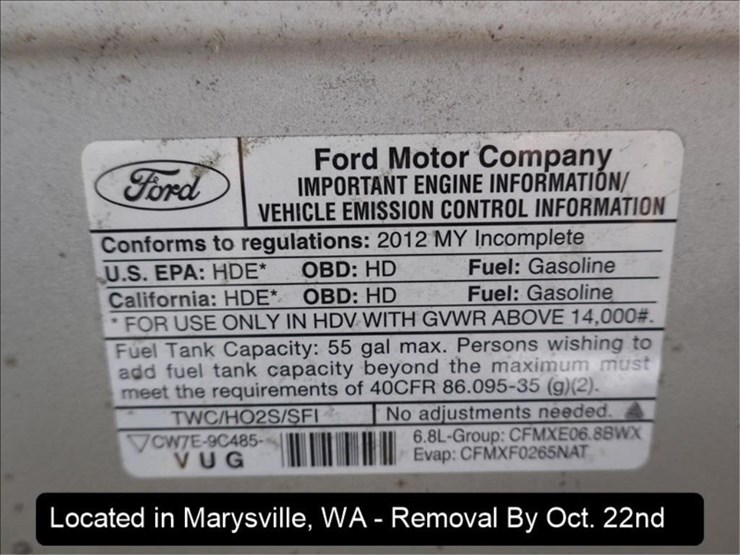 Ford
Ford Motor Company
IMPORTANT ENGINE INFORMATION/
VEHICLE EMISSION CONTROL INFORMATION
Conforms to regulations: 2012 MY Incomplete
U.S. EPA: HDE* OBD: HD Fuel: Gasoline
California: HDE* OBD: HD Fuel: Gasoline
* FOR USE ONLY IN HDV WITH GVWR ABOVE 14,000#.
Fuel Tank Capacity: 55 gal max. Persons wishing to
add fuel tank capacity beyond the maximum must
meet the requirements of 40CFR 86.095-35 (g)(2).
TWC/HO2S/SFI No adjustments needed.
CW7E-9C485-
VUG
6.8L-Group: CFMXE06.8BWX
Evap: CFMXF0265NAT
Located in Marysville, WA - Removal By Oct. 22nd